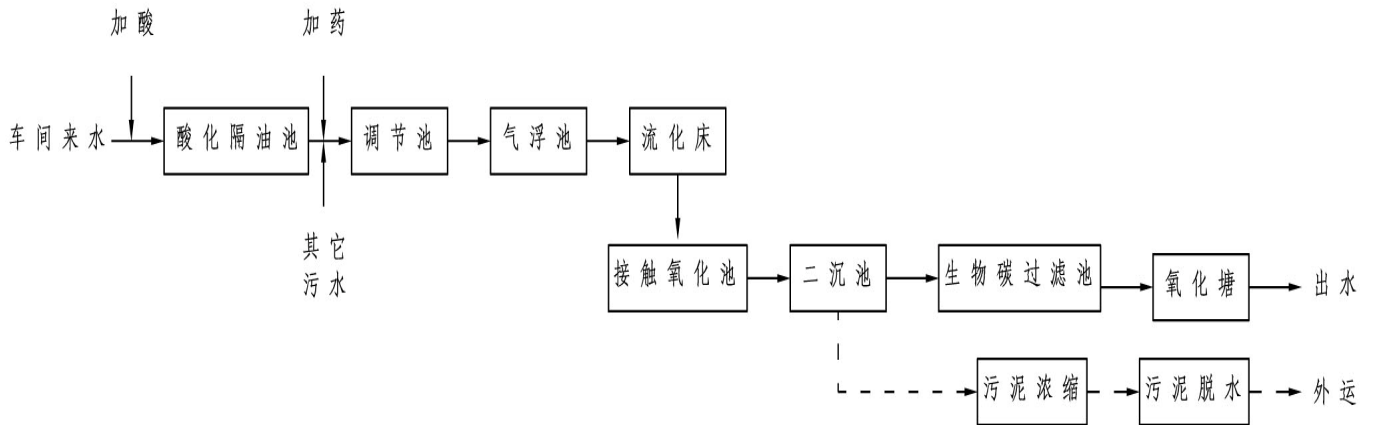 加酸
加药
车间来水
酸化隔油池
调节池
气浮池
流化床
其它
污水
接触氧化池
二沉池
生物碳过滤池
氧化塘
出水
污泥浓缩
污泥脱水
外运